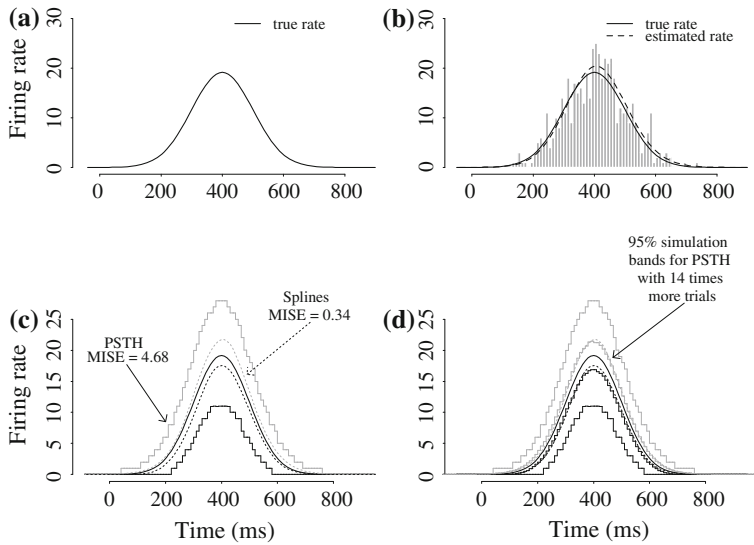 (a)
true rate
Firing rate
0 10 20 30
0 200 400 600 800
(b)
true rate
estimated rate
0 10 20 30
0 200 400 600 800
(c)
PSTH
MISE = 4.68
Splines
MISE = 0.34
Firing rate
0 5 10 15 20 25
0 200 400 600 800
Time (ms)
(d)
95% simulation
bands for PSTH
with 14 times
more trials
0 5 10 15 20 25
0 200 400 600 800
Time (ms)